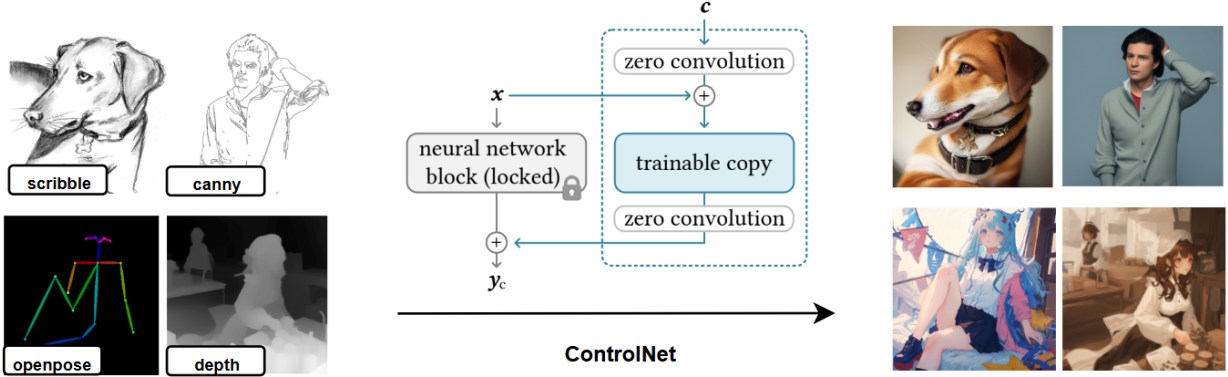 scribble
canny
openpose
depth
c
zero convolution
+
x
neural network
block (locked)
trainable copy
zero convolution
+
y_c
ControlNet